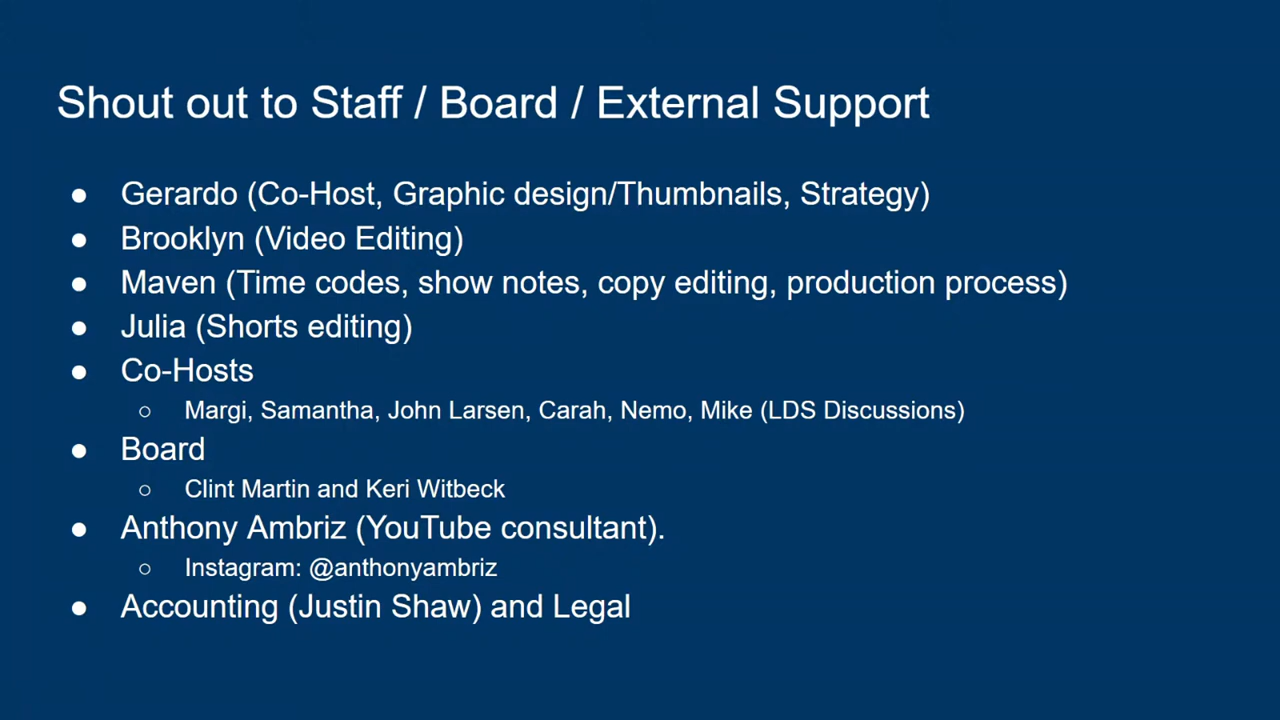 Shout out to Staff / Board / External Support
● Gerardo (Co-Host, Graphic design/Thumbnails, Strategy)
● Brooklyn (Video Editing)
● Maven (Time codes, show notes, copy editing, production process)
● Julia (Shorts editing)
● Co-Hosts
○ Margi, Samantha, John Larsen, Carah, Nemo, Mike (LDS Discussions)
● Board
○ Clint Martin and Keri Witbeck
● Anthony Ambriz (YouTube consultant).
○ Instagram: @anthonyambriz
● Accounting (Justin Shaw) and Legal